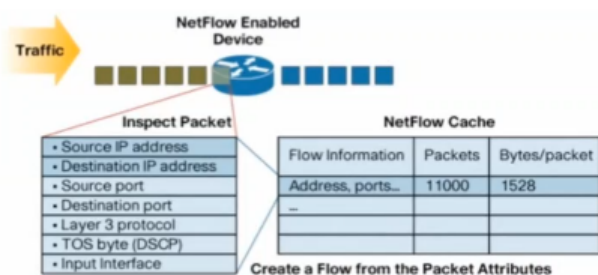 NetFlow Enabled
Device
Traffic
Inspect Packet
• Source IP address
• Destination IP address
• Source port
• Destination port
• Layer 3 protocol
• TOS byte (DSCP)
• Input Interface
NetFlow Cache
Flow Information Packets Bytes/packet
Address, ports... 11000 1528
...
Create a Flow from the Packet Attributes